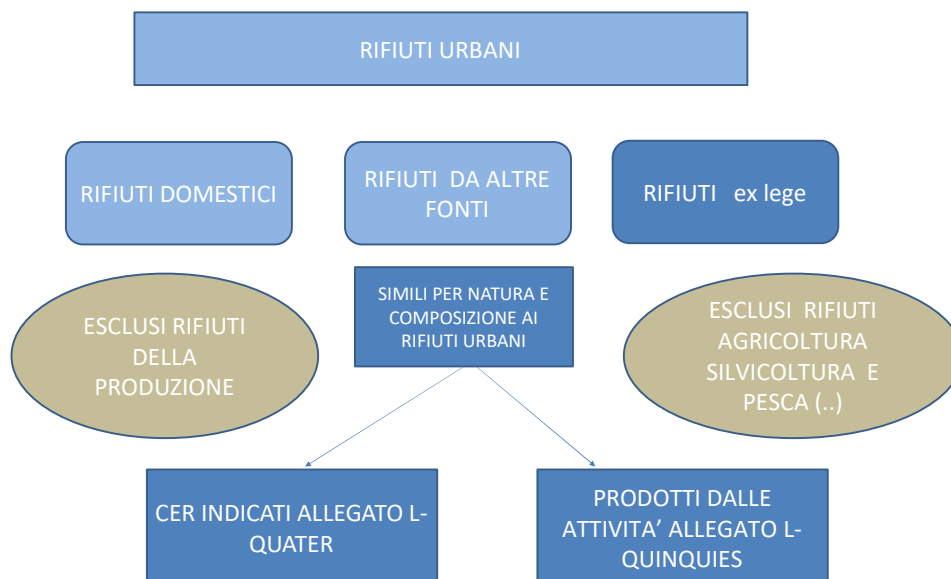 RIFIUTI URBANI
RIFIUTI DOMESTICI
RIFIUTI DA ALTRE
FONTI
RIFIUTI ex lege
ESCLUSI RIFIUTI
DELLA
PRODUZIONE
SIMILI PER NATURA E
COMPOSIZIONE AI
RIFIUTI URBANI
ESCLUSI RIFIUTI
AGRICOLTURA
SILVICOLTURA E
PESCA (..)
CER INDICATI ALLEGATO L-
QUATER
PRODOTTI DALLE
ATTIVITA’ ALLEGATO L-
QUINQUIES